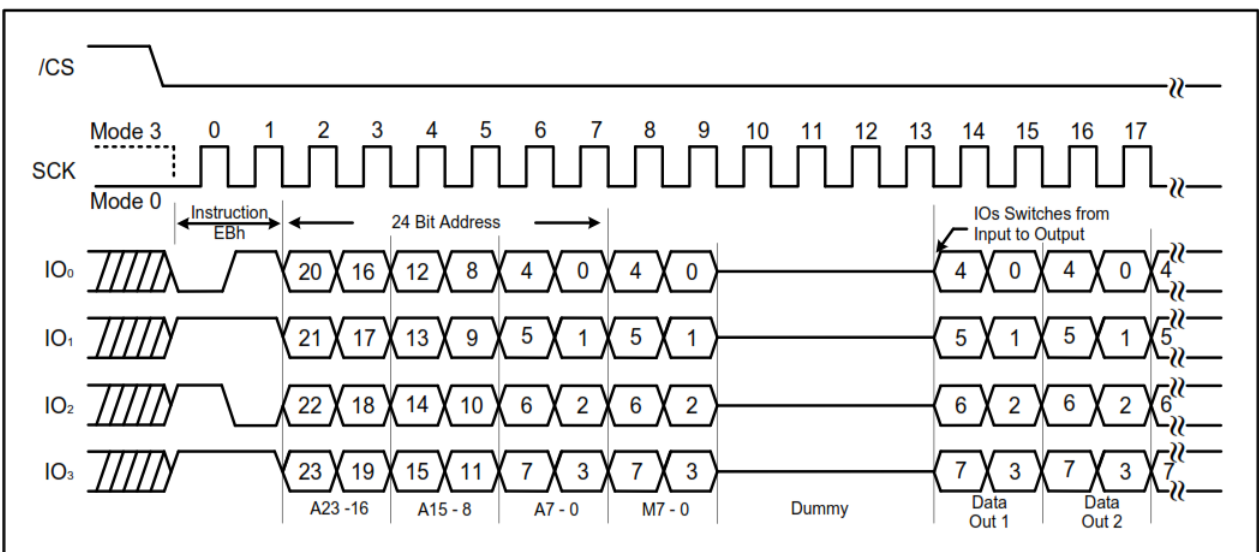 /CS
Mode 3 0 1 2 3 4 5 6 7 8 9 10 11 12 13 14 15 16 17
SCK
Mode 0
Instruction
EBh
24 Bit Address
IOs Switches from
Input to Output
IO₀ 20 16 12 8 4 0 4 0 4 0 4 0 4
IO₁ 21 17 13 9 5 1 5 1 5 1 5 1 5
IO₂ 22 18 14 10 6 2 6 2 6 2 6 2 6
IO₃ 23 19 15 11 7 3 7 3 7 3 7 3 7
A23 -16 A15 - 8 A7 - 0 M7 - 0 Dummy
Data
Out 1
Data
Out 2